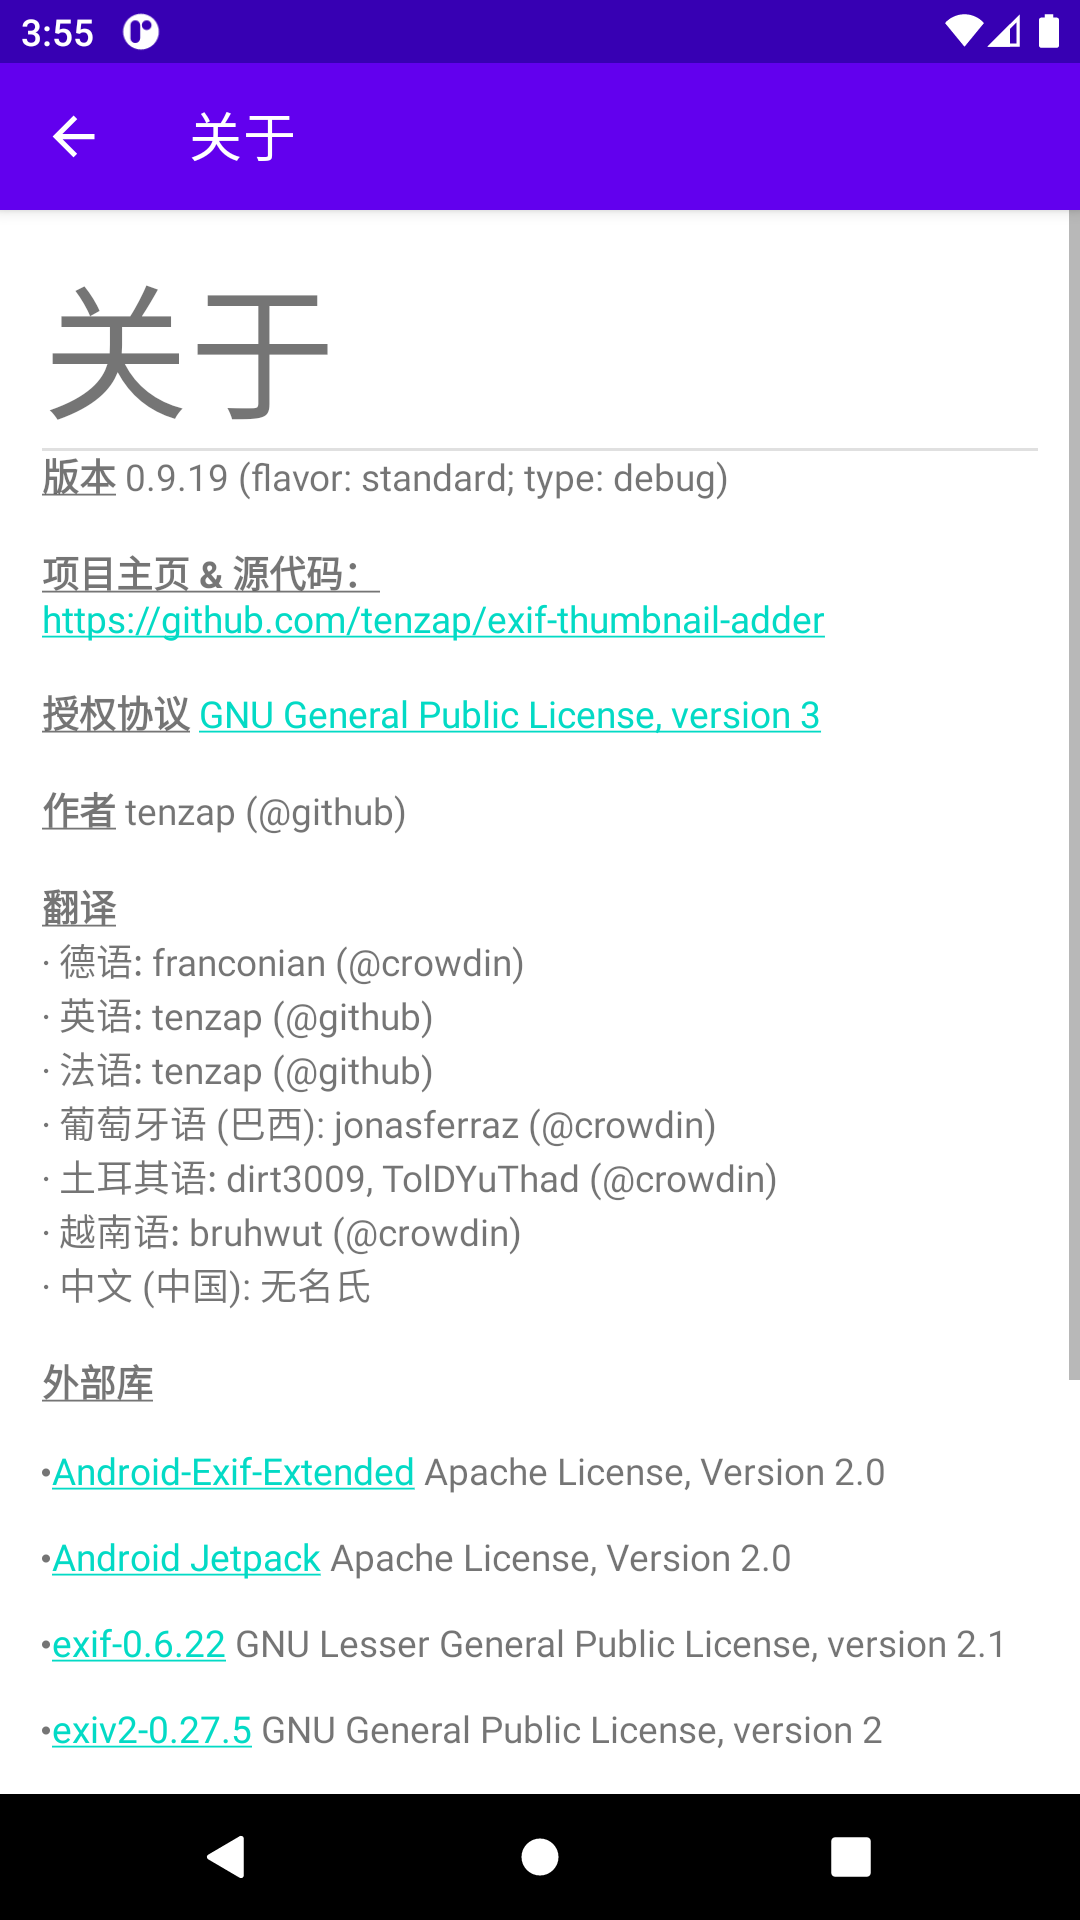 3:55
关于
关于
版本 0.9.19 (flavor: standard; type: debug)
项目主页 & 源代码：
https://github.com/tenzap/exif-thumbnail-adder
授权协议 GNU General Public License, version 3
作者 tenzap (@github)
翻译
· 德语: franconian (@crowdin)
· 英语: tenzap (@github)
· 法语: tenzap (@github)
· 葡萄牙语 (巴西): jonasferraz (@crowdin)
· 土耳其语: dirt3009, TolDYuThad (@crowdin)
· 越南语: bruhwut (@crowdin)
· 中文 (中国): 无名氏
外部库
•Android-Exif-Extended Apache License, Version 2.0
•Android Jetpack Apache License, Version 2.0
•exif-0.6.22 GNU Lesser General Public License, version 2.1
•exiv2-0.27.5 GNU General Public License, version 2